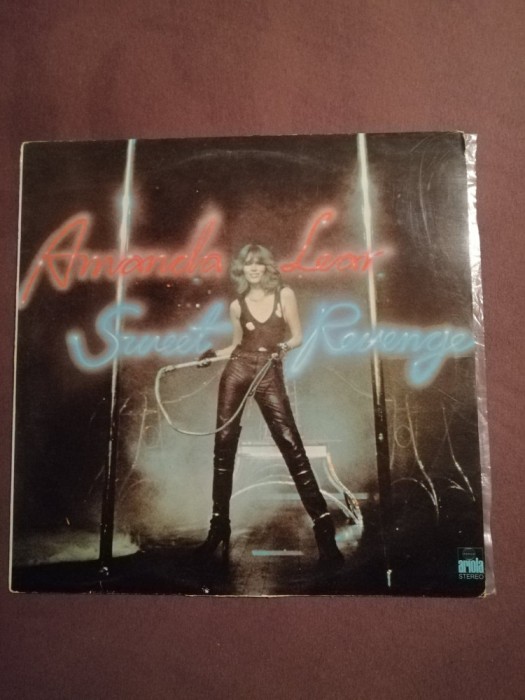 Amanda Lear
Sweet Revenge
ariola
STEREO